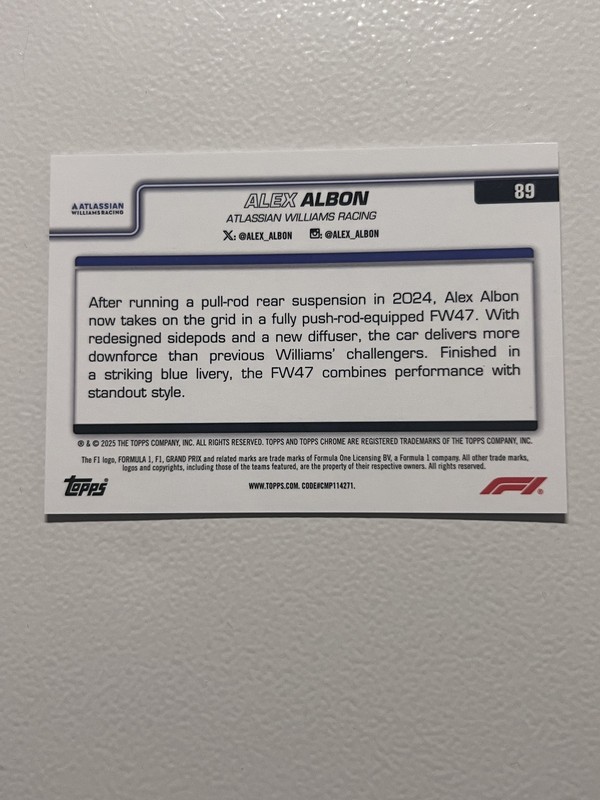 ATLASSIAN
WILLIAMS RACING
ALEX ALBON
89
ATLASSIAN WILLIAMS RACING
X: @ALEX_ALBON : @ALEX_ALBON
After running a pull-rod rear suspension in 2024, Alex Albon
now takes on the grid in a fully push-rod-equipped FW47. With
redesigned sidepods and a new diffuser, the car delivers more
downforce than previous Williams' challengers. Finished in
a striking blue livery, the FW47 combines performance with
standout style.
® & © 2025 THE TOPPS COMPANY, INC. ALL RIGHTS RESERVED. TOPPS AND TOPPS CHROME ARE REGISTERED TRADEMARKS OF THE TOPPS COMPANY, INC.
The F1 logo, FORMULA 1, F1, GRAND PRIX and related marks are trade marks of Formula One Licensing BV, a Formula 1 company. All other trade marks,
logos and copyrights, including those of the teams featured, are the property of their respective owners. All rights reserved.
topps®
WWW.TOPPS.COM. CODE#CMP114271.
F1®